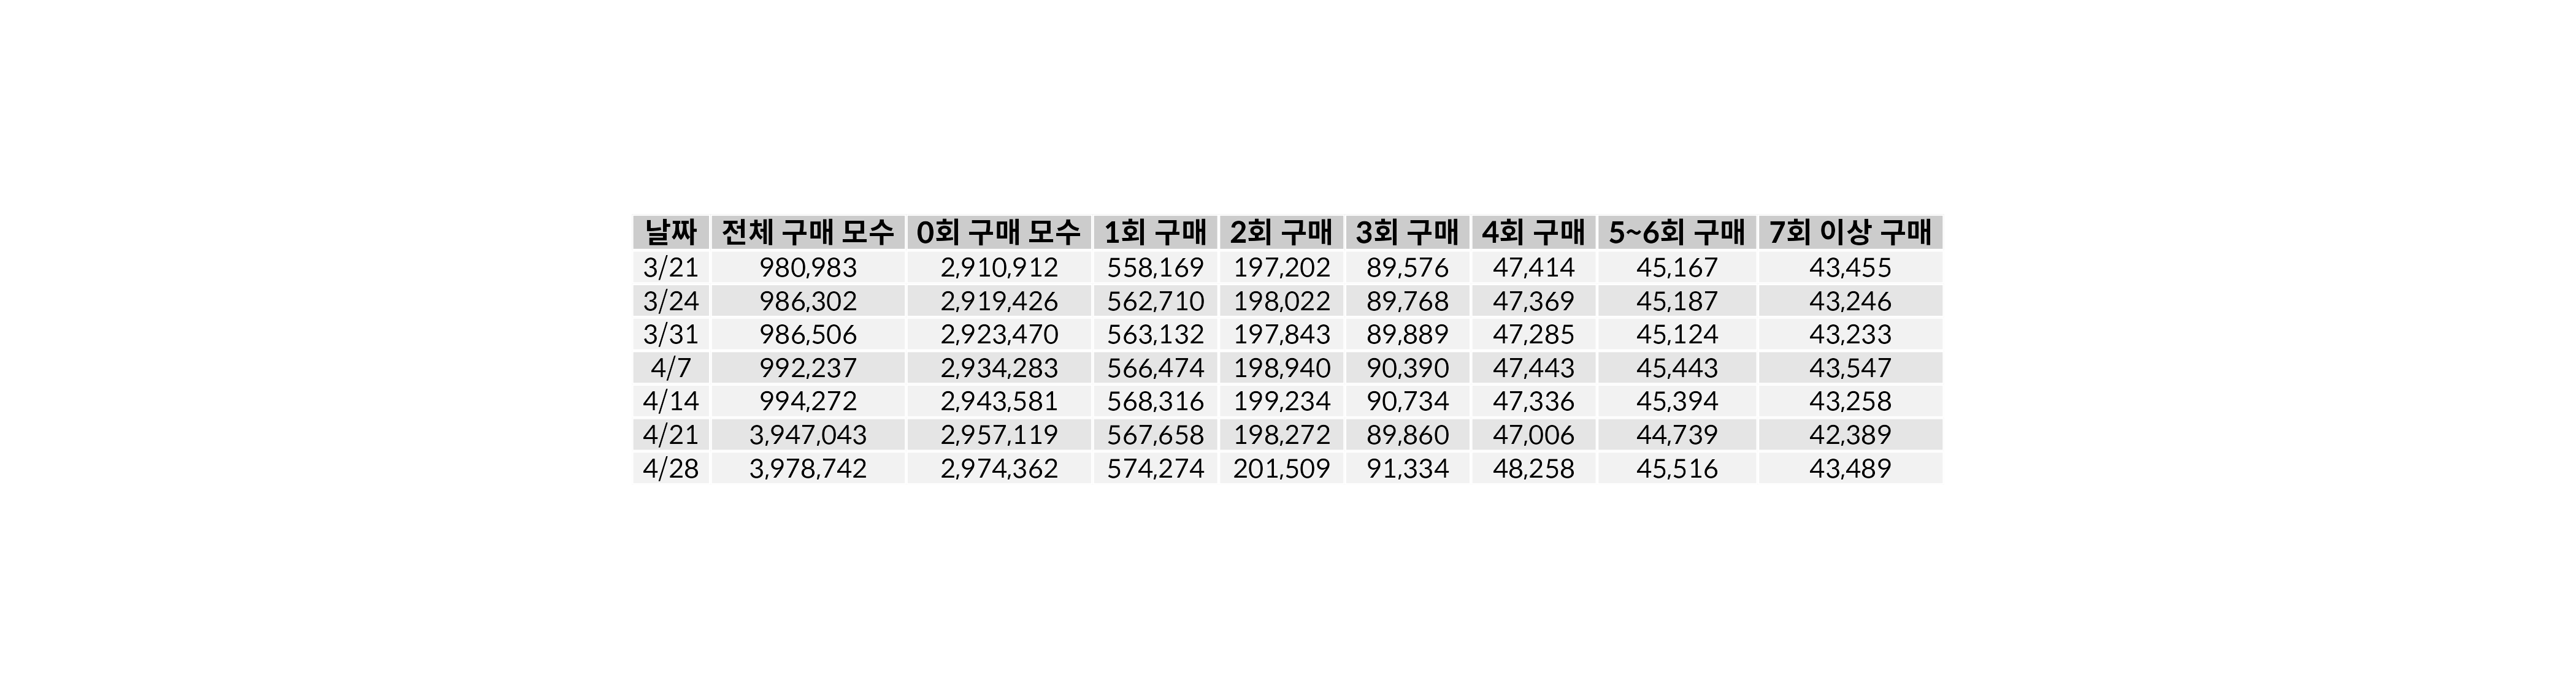 날짜 전체 구매 모수 0회 구매 모수 1회 구매 2회 구매 3회 구매 4회 구매 5~6회 구매 7회 이상 구매
3/21 980,983 2,910,912 558,169 197,202 89,576 47,414 45,167 43,455
3/24 986,302 2,919,426 562,710 198,022 89,768 47,369 45,187 43,246
3/31 986,506 2,923,470 563,132 197,843 89,889 47,285 45,124 43,233
4/7 992,237 2,934,283 566,474 198,940 90,390 47,443 45,443 43,547
4/14 994,272 2,943,581 568,316 199,234 90,734 47,336 45,394 43,258
4/21 3,947,043 2,957,119 567,658 198,272 89,860 47,006 44,739 42,389
4/28 3,978,742 2,974,362 574,274 201,509 91,334 48,258 45,516 43,489